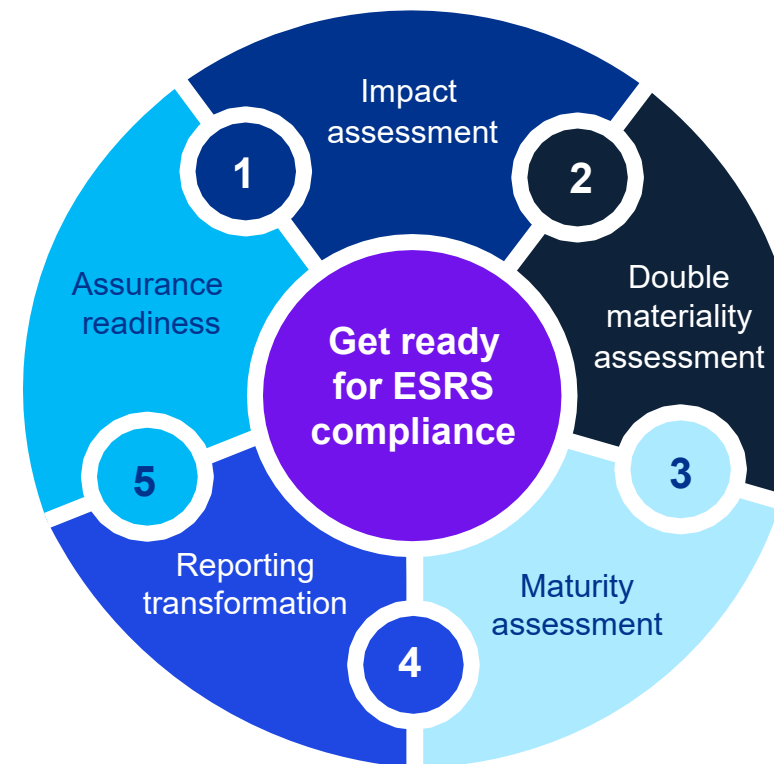 Get ready
for ESRS
compliance
1
Impact
assessment
2
Double
materiality
assessment
3
Maturity
assessment
4
Reporting
transformation
5
Assurance
readiness